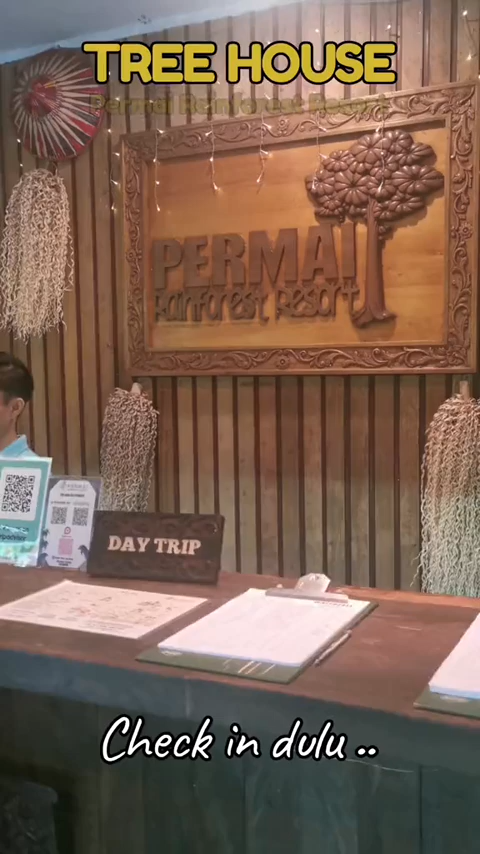 TREE HOUSE
Permai Rainforest Resort
PERMAI
Rainforest Resort
DAY TRIP
Check in dulu ..